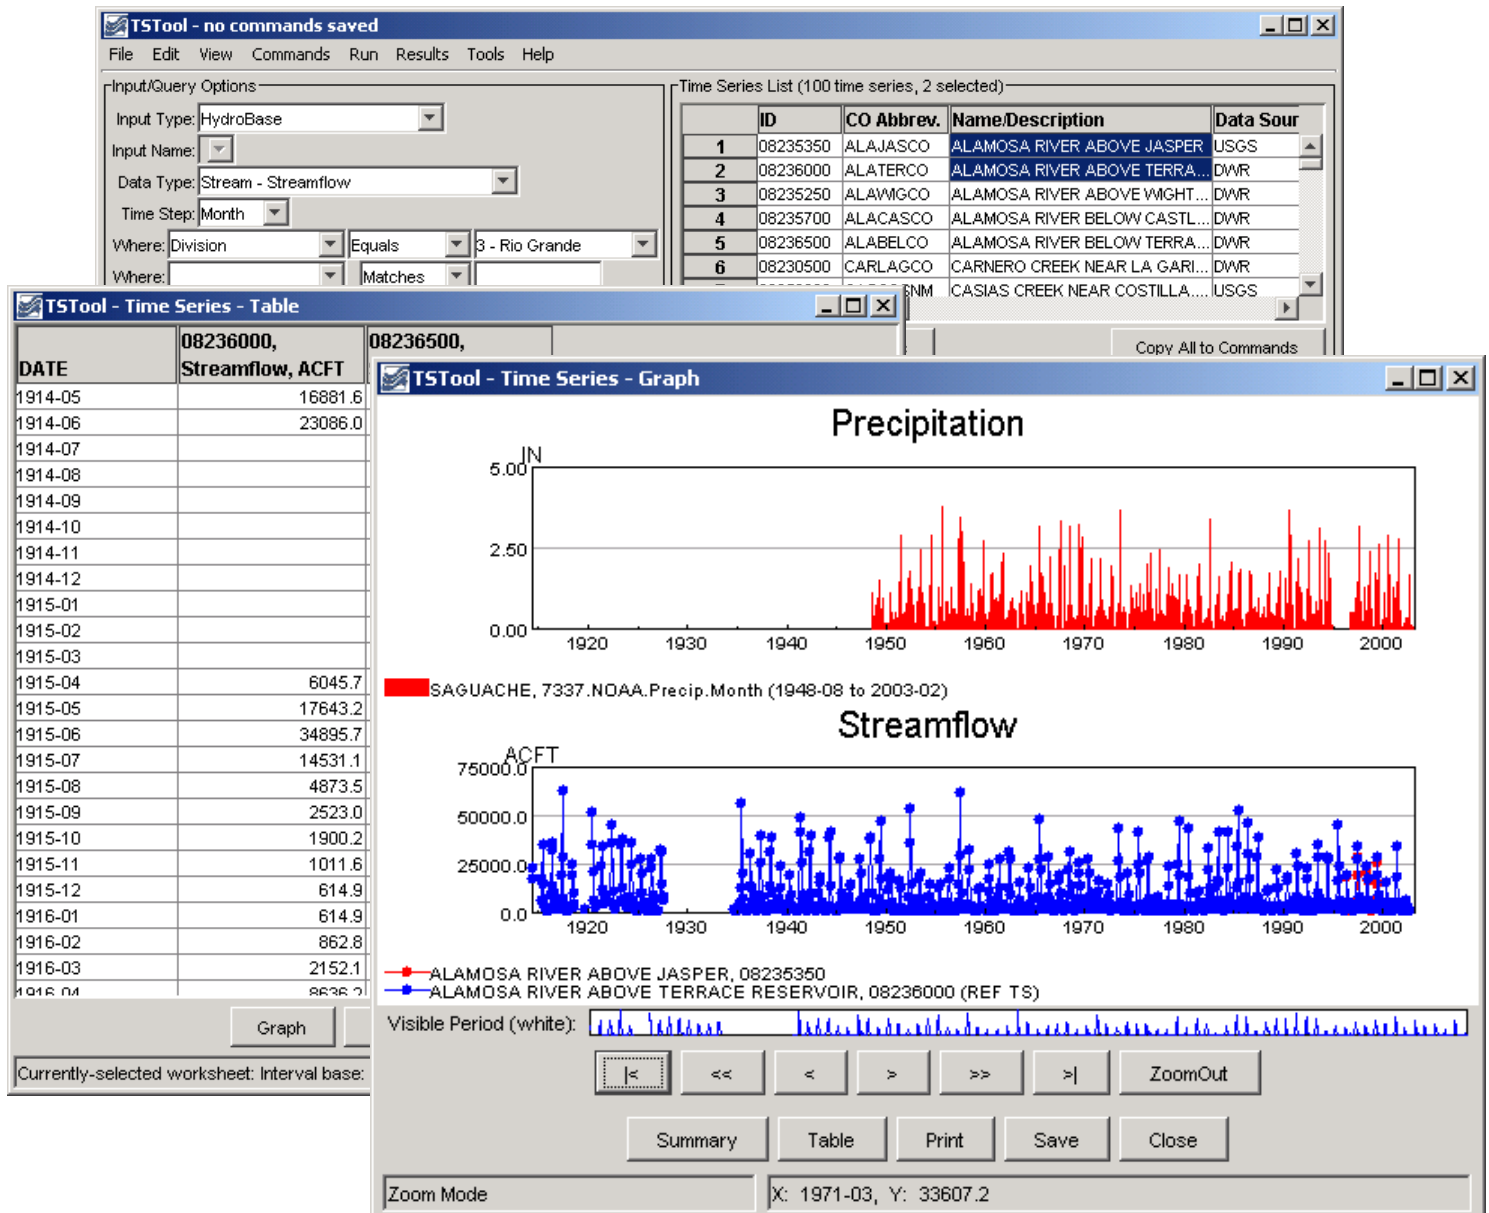 TSTool - no commands saved
File Edit View Commands Run Results Tools Help
Input/Query Options
Input Type: HydroBase
Input Name:
Data Type: Stream - Streamflow
Time Step: Month
Where: Division Equals 3 - Rio Grande
Where: Matches
Time Series List (100 time series, 2 selected)
ID CO Abbrev. Name/Description Data Sour
1 08235350 ALAJASCO ALAMOSA RIVER ABOVE JASPER USGS
2 08236000 ALATERCO ALAMOSA RIVER ABOVE TERRA... DWR
3 08235250 ALAWIGCO ALAMOSA RIVER ABOVE WIGHT... DWR
4 08235700 ALACASCO ALAMOSA RIVER BELOW CASTL... DWR
5 08236500 ALABELCO ALAMOSA RIVER BELOW TERRA... DWR
6 08230500 CARLAGCO CARNERO CREEK NEAR LA GARI... DWR
CASIAS CREEK NEAR COSTILLA.... USGS
Copy All to Commands
TSTool - Time Series - Table
DATE 08236000, Streamflow, ACFT 08236500,
1914-05 16881.6
1914-06 23086.0
1914-07
1914-08
1914-09
1914-10
1914-11
1914-12
1915-01
1915-02
1915-03
1915-04 6045.7
1915-05 17643.2
1915-06 34895.7
1915-07 14531.1
1915-08 4873.5
1915-09 2523.0
1915-10 1900.2
1915-11 1011.6
1915-12 614.9
1916-01 614.9
1916-02 862.8
1916-03 2152.1
1916-04 8636.2
Graph
Currently-selected worksheet: Interval base:
TSTool - Time Series - Graph
Precipitation
IN
5.00
2.50
0.00
1920 1930 1940 1950 1960 1970 1980 1990 2000
SAGUACHE, 7337.NOAA.Precip.Month (1948-08 to 2003-02)
Streamflow
ACFT
75000.0
50000.0
25000.0
0.0
1920 1930 1940 1950 1960 1970 1980 1990 2000
ALAMOSA RIVER ABOVE JASPER, 08235350
ALAMOSA RIVER ABOVE TERRACE RESERVOIR, 08236000 (REF TS)
Visible Period (white):
|< << < > >> >| ZoomOut
Summary Table Print Save Close
Zoom Mode X: 1971-03, Y: 33607.2